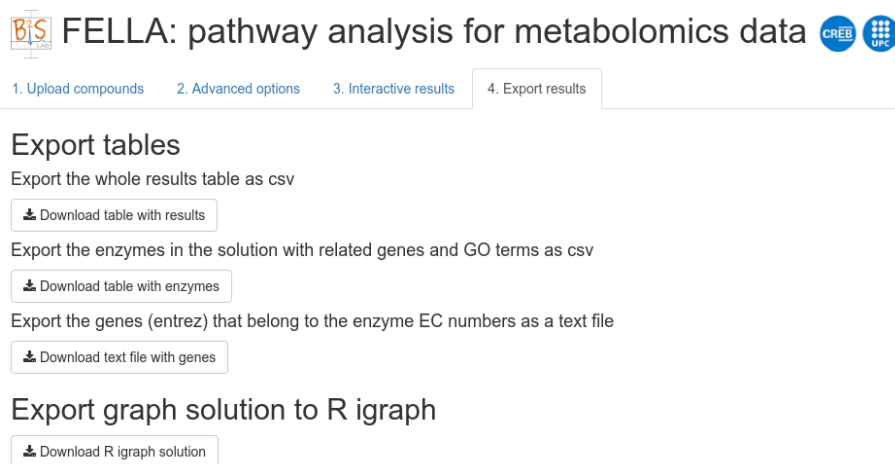 B2S LAB FELLA: pathway analysis for metabolomics data CREB UPC
1. Upload compounds 2. Advanced options 3. Interactive results 4. Export results
Export tables
Export the whole results table as csv
Download table with results
Export the enzymes in the solution with related genes and GO terms as csv
Download table with enzymes
Export the genes (entrez) that belong to the enzyme EC numbers as a text file
Download text file with genes
Export graph solution to R igraph
Download R igraph solution